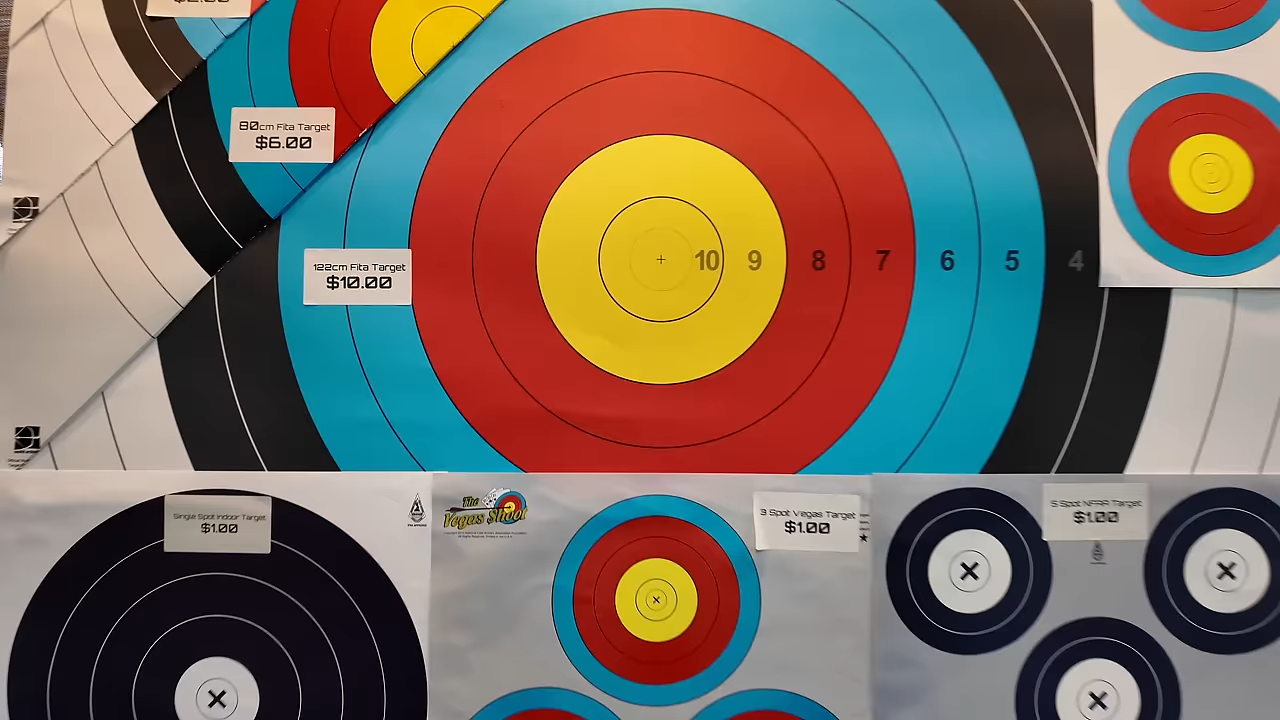 $2.00
80cm Fita Target
$6.00
122cm Fita Target
$10.00
10 9 8 7 6 5 4
Single Spot Indoor Target
$1.00
The
Vegas Shoot
3 Spot Vegas Target
$1.00
5 Spot NFAA Target
$1.00